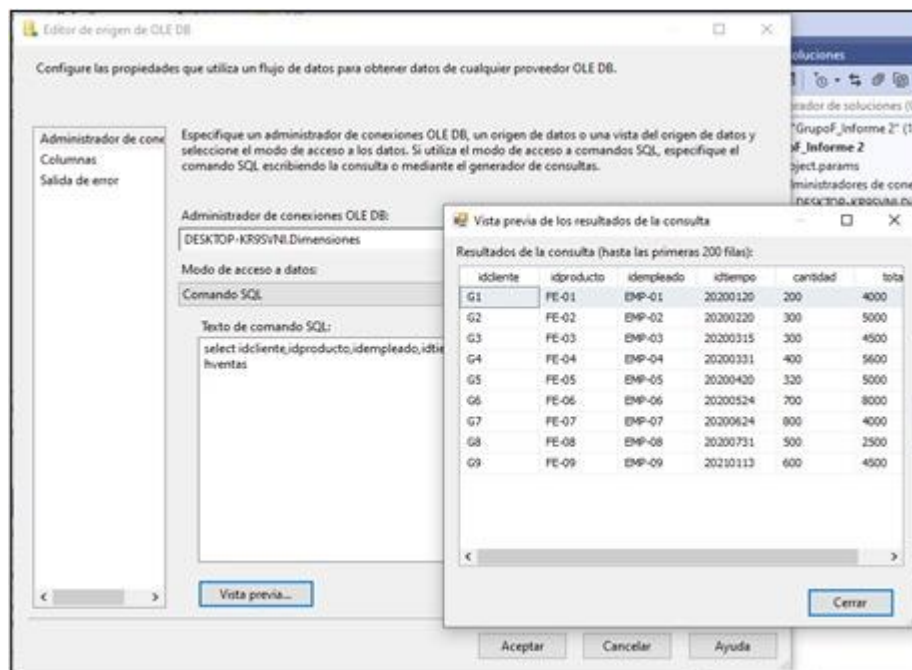 Editor de origen de OLE DB
Configure las propiedades que utiliza un flujo de datos para obtener datos de cualquier proveedor OLE DB.
Administrador de cone
Columnas
Salida de error
Especifique un administrador de conexiones OLE DB, un origen de datos o una vista del origen de datos y
seleccione el modo de acceso a los datos. Si utiliza el modo de acceso a comandos SQL, especifique el
comando SQL escribiendo la consulta o mediante el generador de consultas.
Administrador de conexiones OLE DB:
DESKTOP-KR9SVNI.Dimensiones
Modo de acceso a datos:
Comando SQL
Texto de comando SQL:
select idcliente,idproducto,idempleado,idtie
hventas
Vista previa...
Aceptar Cancelar Ayuda
oluciones
rador de soluciones (
"GrupoF_Informe 2" (1
oF_Informe 2
oject.params
ministradores de cone
DESKTOP-KR9SVNI.Di
Vista previa de los resultados de la consulta
Resultados de la consulta (hasta las primeras 200 filas):
idcliente idproducto idempleado idtiempo cantidad tota
G1 FE-01 EMP-01 20200120 200 4000
G2 FE-02 EMP-02 20200220 300 5000
G3 FE-03 EMP-03 20200315 300 4500
G4 FE-04 EMP-04 20200331 400 5600
G5 FE-05 EMP-05 20200420 320 5000
G6 FE-06 EMP-06 20200524 700 8000
G7 FE-07 EMP-07 20200624 800 4000
G8 FE-08 EMP-08 20200731 500 2500
G9 FE-09 EMP-09 20210113 600 4500
Cerrar